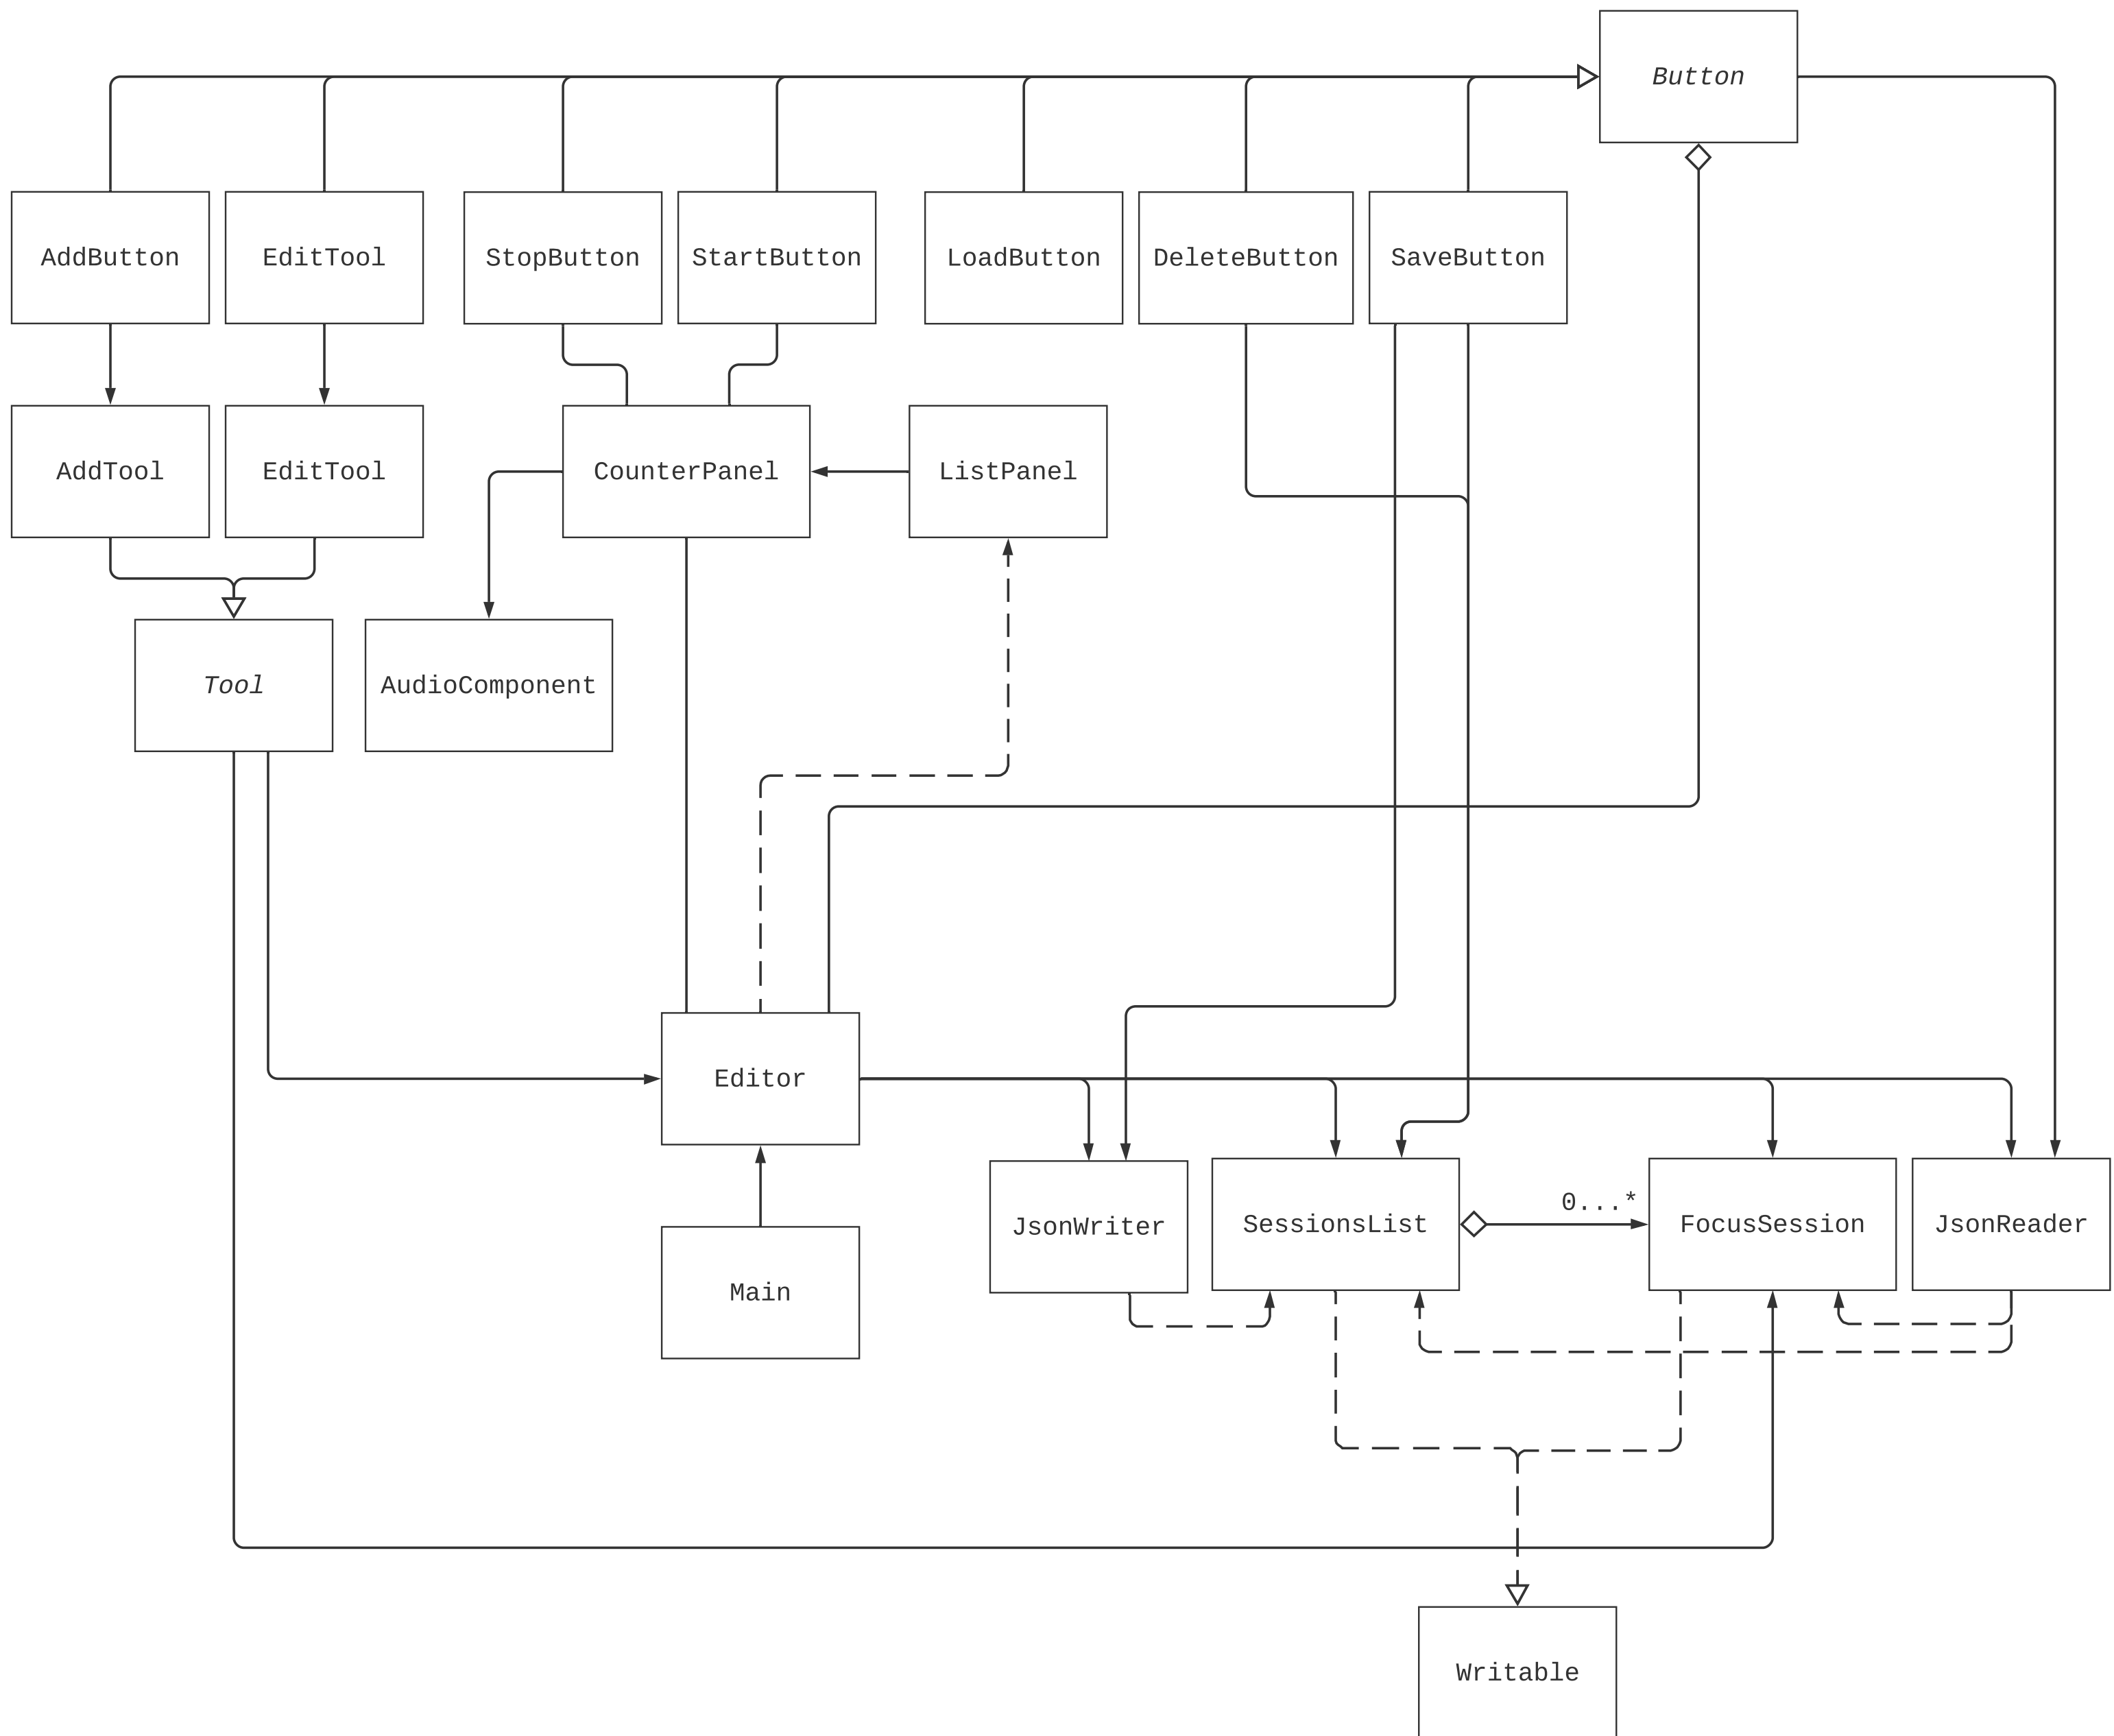 Button
AddButton
EditTool
StopButton
StartButton
LoadButton
DeleteButton
SaveButton
AddTool
EditTool
CounterPanel
ListPanel
Tool
AudioComponent
Editor
0...*
JsonWriter
SessionsList
FocusSession
JsonReader
Main
Writable